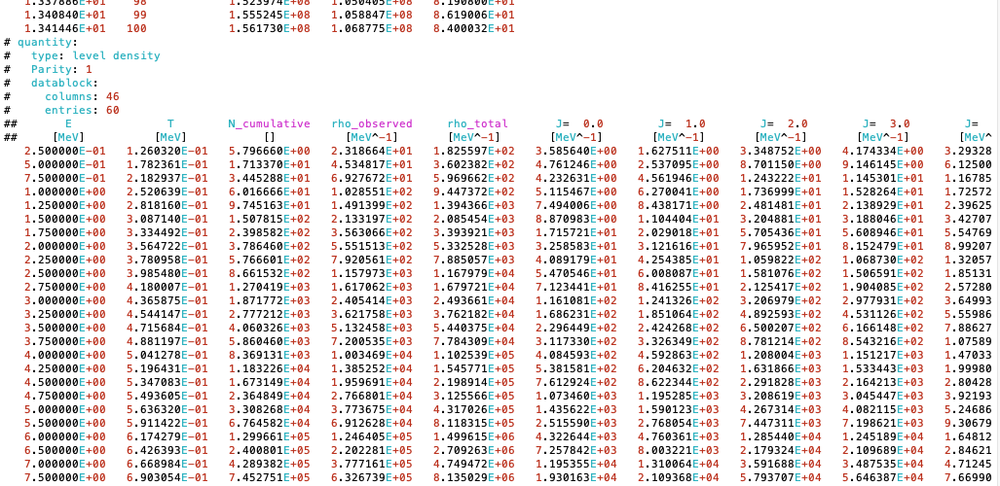 1.337886E+01 98 1.523974E+08 1.050405E+08 8.190800E+01
1.340840E+01 99 1.555245E+08 1.058847E+08 8.619006E+01
1.341446E+01 100 1.561730E+08 1.068775E+08 8.400032E+01
# quantity:
# type: level density
# Parity: 1
# datablock:
# columns: 46
# entries: 60
## E T N_cumulative rho_observed rho_total J= 0.0 J= 1.0 J= 2.0 J= 3.0 J=
## [MeV] [MeV] [] [MeV^-1] [MeV^-1] [MeV^-1] [MeV^-1] [MeV^-1] [MeV^-1] [MeV^
2.500000E-01 1.260320E-01 5.796660E+00 2.318664E+01 1.825597E+02 3.585640E+00 1.627511E+00 3.348752E+00 4.174334E+00 3.29328
5.000000E-01 1.782361E-01 1.713370E+01 4.534817E+01 3.602382E+02 4.761246E+00 2.537095E+00 8.701150E+00 9.146145E+00 6.12500
7.500000E-01 2.182937E-01 3.445288E+01 6.927672E+01 5.969662E+02 4.232631E+00 4.561946E+00 1.243222E+01 1.145301E+01 1.16785
1.000000E+00 2.520639E-01 6.016666E+01 1.028551E+02 9.447372E+02 5.115467E+00 6.270041E+00 1.736999E+01 1.528264E+01 1.72572
1.250000E+00 2.818160E-01 9.745163E+01 1.491399E+02 1.394366E+03 7.494006E+00 8.438171E+00 2.481481E+01 2.138929E+01 2.39625
1.500000E+00 3.087140E-01 1.507815E+02 2.133197E+02 2.085454E+03 8.870983E+00 1.104404E+01 3.204881E+01 3.188046E+01 3.42707
1.750000E+00 3.334492E-01 2.398582E+02 3.563066E+02 3.393921E+03 1.715721E+01 2.029018E+01 5.705436E+01 5.608946E+01 5.54769
2.000000E+00 3.564722E-01 3.786460E+02 5.551513E+02 5.332528E+03 3.258583E+01 3.121616E+01 7.965952E+01 8.152479E+01 8.99207
2.250000E+00 3.780958E-01 5.766601E+02 7.920561E+02 7.885057E+03 4.089179E+01 4.254385E+01 1.059822E+02 1.068730E+02 1.32057
2.500000E+00 3.985480E-01 8.661532E+02 1.157973E+03 1.167979E+04 5.470546E+01 6.008087E+01 1.581076E+02 1.506591E+02 1.85131
2.750000E+00 4.180007E-01 1.270419E+03 1.617062E+03 1.679721E+04 7.123441E+01 8.416255E+01 2.125417E+02 1.904085E+02 2.57280
3.000000E+00 4.365875E-01 1.871772E+03 2.405414E+03 2.493661E+04 1.161081E+02 1.241326E+02 3.206979E+02 2.977931E+02 3.64993
3.250000E+00 4.544147E-01 2.777212E+03 3.621758E+03 3.762182E+04 1.686231E+02 1.851064E+02 4.892593E+02 4.531126E+02 5.55986
3.500000E+00 4.715684E-01 4.060326E+03 5.132458E+03 5.440375E+04 2.296449E+02 2.424268E+02 6.500207E+02 6.166148E+02 7.88627
3.750000E+00 4.881197E-01 5.860460E+03 7.200535E+03 7.784309E+04 3.117330E+02 3.326349E+02 8.781214E+02 8.543216E+02 1.07589
4.000000E+00 5.041278E-01 8.369131E+03 1.003469E+04 1.102539E+05 4.084593E+02 4.592863E+02 1.208004E+03 1.151217E+03 1.47033
4.250000E+00 5.196431E-01 1.183226E+04 1.385252E+04 1.545771E+05 5.381581E+02 6.204632E+02 1.631866E+03 1.533443E+03 1.99980
4.500000E+00 5.347083E-01 1.673149E+04 1.959691E+04 2.198914E+05 7.612924E+02 8.622344E+02 2.291828E+03 2.164213E+03 2.80428
4.750000E+00 5.493605E-01 2.364849E+04 2.766801E+04 3.125566E+05 1.073460E+03 1.195285E+03 3.208619E+03 3.045447E+03 3.92193
5.000000E+00 5.636320E-01 3.308268E+04 3.773675E+04 4.317026E+05 1.435622E+03 1.590123E+03 4.267314E+03 4.082115E+03 5.24686
5.500000E+00 5.911422E-01 6.764582E+04 6.912628E+04 8.118315E+05 2.515590E+03 2.768054E+03 7.447311E+03 7.198621E+03 9.30679
6.000000E+00 6.174279E-01 1.299661E+05 1.246405E+05 1.499615E+06 4.322644E+03 4.760361E+03 1.285440E+04 1.245189E+04 1.64812
6.500000E+00 6.426393E-01 2.400801E+05 2.202281E+05 2.709263E+06 7.257842E+03 8.003221E+03 2.179324E+04 2.109689E+04 2.84621
7.000000E+00 6.668984E-01 4.289382E+05 3.777161E+05 4.749470E+06 1.195355E+04 1.310064E+04 3.591472E+04 3.487535E+04 4.71245
7.500000E+00 6.903054E-01 7.452751E+05 6.326739E+05 8.135029E+06 1.930163E+04 2.109368E+04 5.793707E+04 5.646387E+04 7.66990